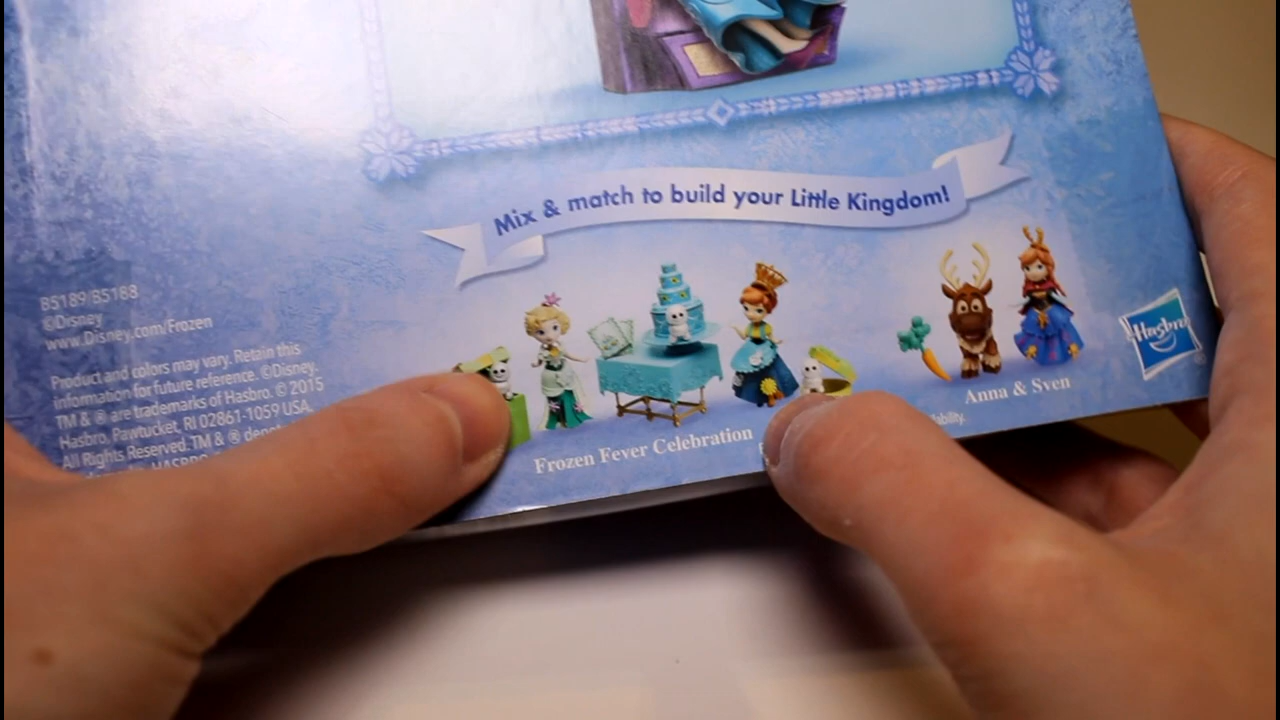 Mix & match to build your Little Kingdom!
B5189/B5188
©Disney
www.Disney.com/Frozen
Product and colors may vary. Retain this
information for future reference. ©Disney.
TM & ® are trademarks of Hasbro. © 2015
Hasbro, Pawtucket, RI 02861-1059 USA.
All Rights Reserved. TM & ®
HASBRO
Frozen Fever Celebration
Anna & Sven
Hasbro